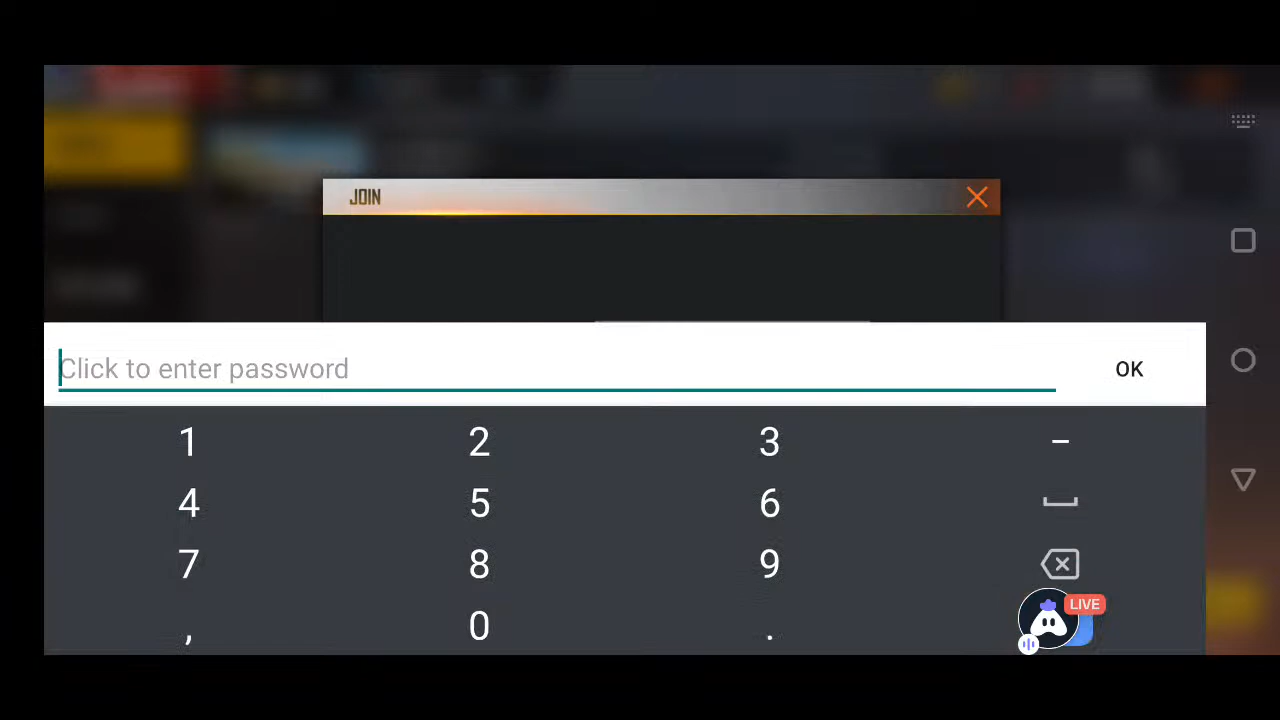 JOIN
Click to enter password
OK
1 2 3 –
4 5 6
7 8 9
, 0 .
LIVE